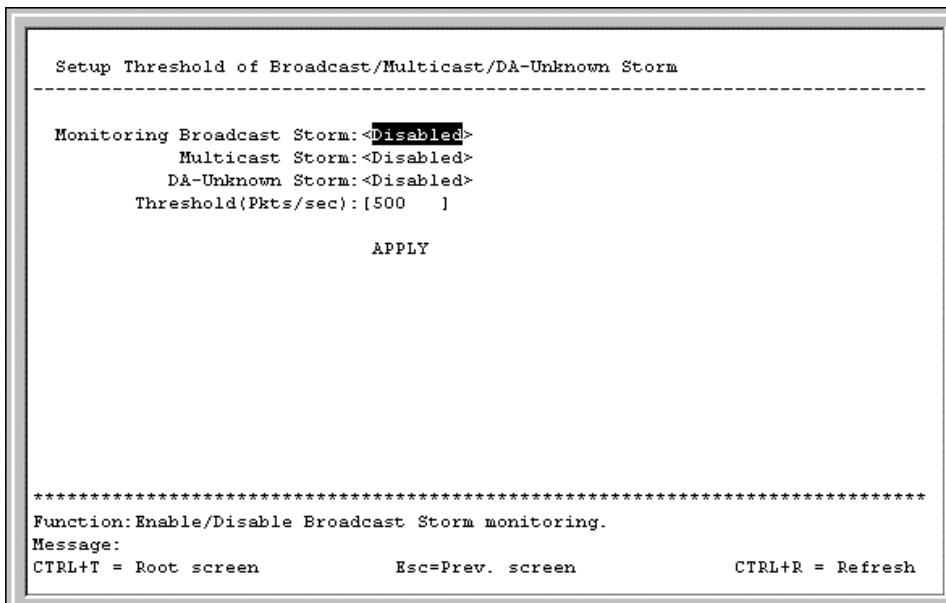 Setup Threshold of Broadcast/Multicast/DA-Unknown Storm
--------------------------------------------------------------------------------
Monitoring Broadcast Storm:<Disabled>
Multicast Storm:<Disabled>
DA-Unknown Storm:<Disabled>
Threshold(Pkts/sec):[500   ]
APPLY
********************************************************************************
Function:Enable/Disable Broadcast Storm monitoring.
Message:
CTRL+T = Root screen Esc=Prev. screen CTRL+R = Refresh